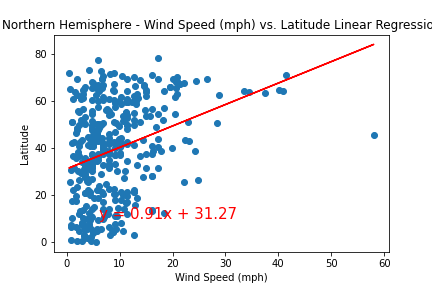 Northern Hemisphere - Wind Speed (mph) vs. Latitude Linear Regressio
80
60
40
20
0
Latitude
y = 0.91x + 31.27
0 10 20 30 40 50 60
Wind Speed (mph)